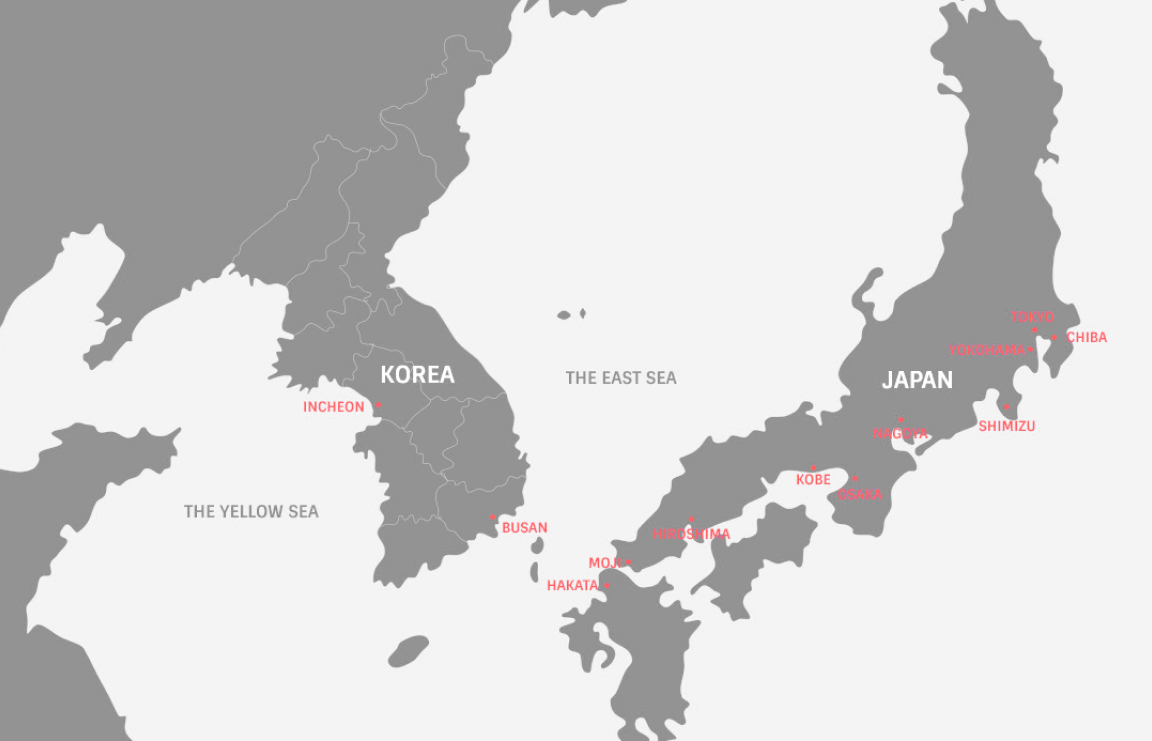 TOKYO
CHIBA
YOKOHAMA
KOREA
THE EAST SEA
JAPAN
INCHEON
SHIMIZU
NAGOYA
KOBE
OSAKA
THE YELLOW SEA
BUSAN
HIROSHIMA
MOJI
HAKATA